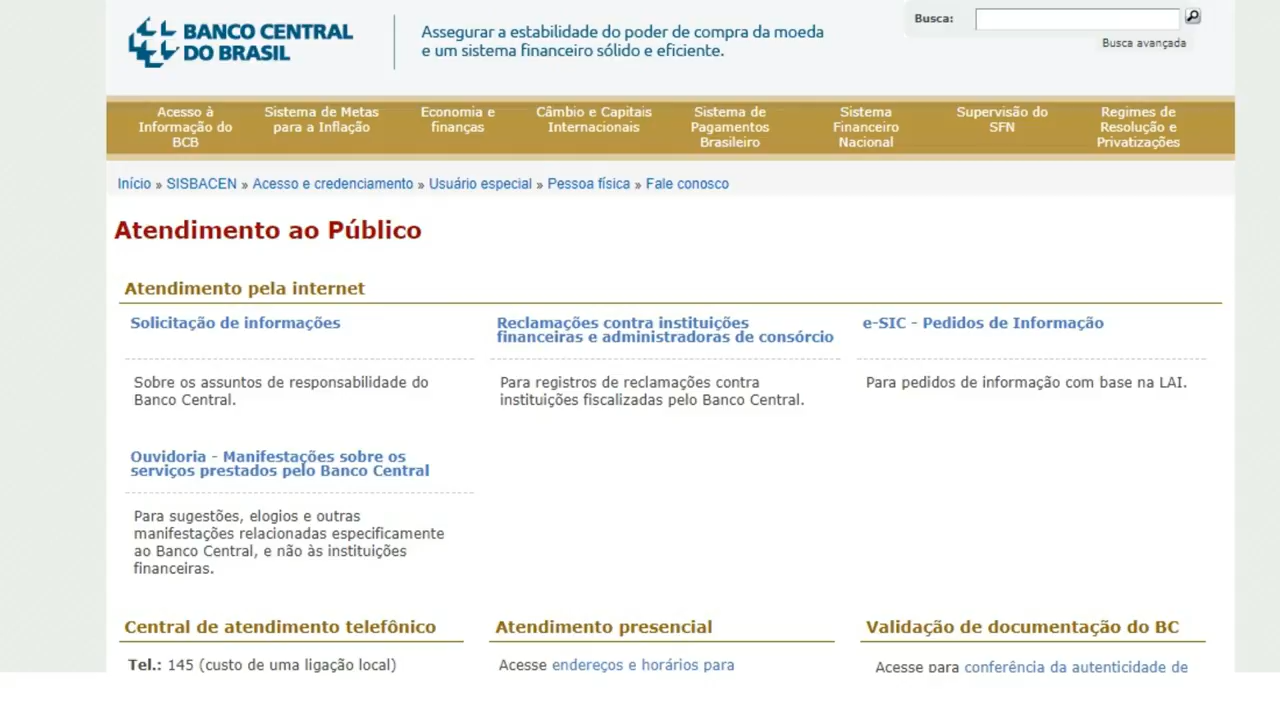 BANCO CENTRAL
DO BRASIL
Assegurar a estabilidade do poder de compra da moeda
e um sistema financeiro sólido e eficiente.
Busca:
Busca avançada
Acesso à
Informação do
BCB
Sistema de Metas
para a Inflação
Economia e
finanças
Câmbio e Capitais
Internacionais
Sistema de
Pagamentos
Brasileiro
Sistema
Financeiro
Nacional
Supervisão do
SFN
Regimes de
Resolução e
Privatizações
Início » SISBACEN » Acesso e credenciamento » Usuário especial » Pessoa física » Fale conosco
Atendimento ao Público
Atendimento pela internet
Solicitação de informações
Sobre os assuntos de responsabilidade do
Banco Central.
Reclamações contra instituições
financeiras e administradoras de consórcio
Para registros de reclamações contra
instituições fiscalizadas pelo Banco Central.
e-SIC - Pedidos de Informação
Para pedidos de informação com base na LAI.
Ouvidoria - Manifestações sobre os
serviços prestados pelo Banco Central
Para sugestões, elogios e outras
manifestações relacionadas especificamente
ao Banco Central, e não às instituições
financeiras.
Central de atendimento telefônico
Tel.: 145 (custo de uma ligação local)
Atendimento presencial
Acesse endereços e horários para
Validação de documentação do BC
Acesse para conferência da autenticidade de